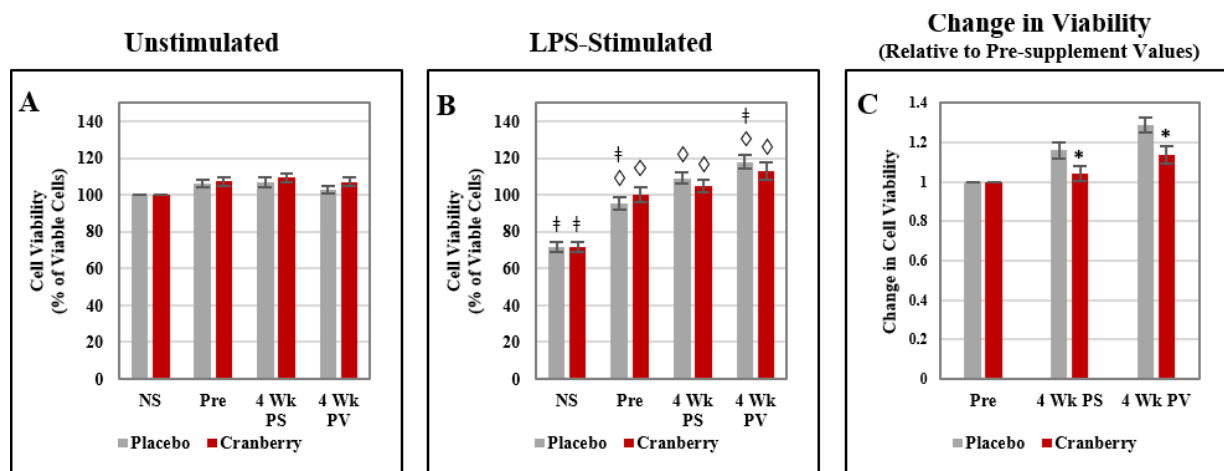 Unstimulated
A
Cell Viability
(% of Viable Cells)
140
120
100
80
60
40
20
0
NS Pre 4 Wk 4 Wk
PS PV
Placebo Cranberry
LPS-Stimulated
B
Cell Viability
(% of Viable Cells)
140
120
100
80
60
40
20
0
‡ ‡ ‡ ◊ ◊ ◊ ◊ ‡ ◊ ◊
NS Pre 4 Wk 4 Wk
PS PV
Placebo Cranberry
Change in Viability
(Relative to Pre-supplement Values)
C
Change in Cell Viability
1.4
1.2
1
0.8
0.6
0.4
0.2
0
* *
Pre 4 Wk PS 4 Wk PV
Placebo Cranberry